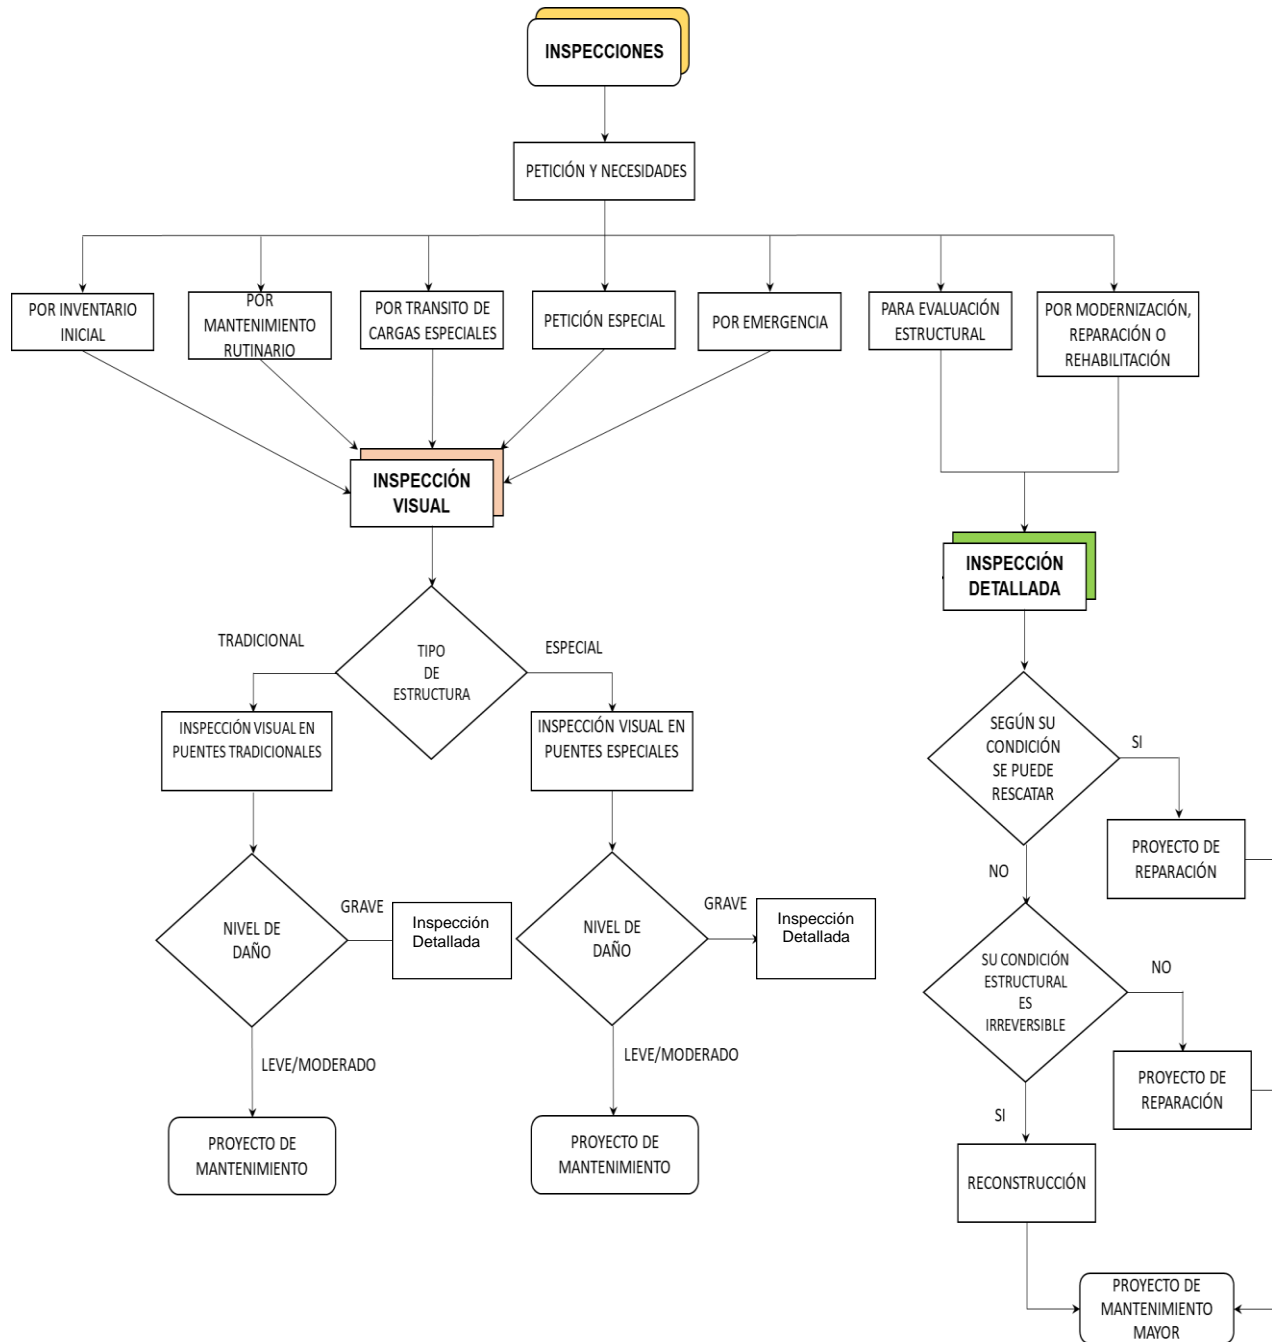 INSPECCIONES
PETICIÓN Y NECESIDADES
POR INVENTARIO
INICIAL
POR
MANTENIMIENTO
RUTINARIO
POR TRANSITO DE
CARGAS ESPECIALES
PETICIÓN ESPECIAL
POR EMERGENCIA
PARA EVALUACIÓN
ESTRUCTURAL
POR MODERNIZACIÓN,
REPARACIÓN O
REHABILITACIÓN
INSPECCIÓN
VISUAL
INSPECCIÓN
DETALLADA
TRADICIONAL
TIPO
DE
ESTRUCTURA
ESPECIAL
INSPECCIÓN VISUAL EN
PUENTES TRADICIONALES
INSPECCIÓN VISUAL EN
PUENTES ESPECIALES
SEGÚN SU
CONDICIÓN
SE PUEDE
RESCATAR
SI
PROYECTO DE
REPARACIÓN
NO
NIVEL DE
DAÑO
GRAVE
Inspección
Detallada
NIVEL DE
DAÑO
GRAVE
Inspección
Detallada
SU CONDICIÓN
ESTRUCTURAL
ES
IRREVERSIBLE
NO
PROYECTO DE
REPARACIÓN
LEVE/MODERADO
LEVE/MODERADO
SI
PROYECTO DE
MANTENIMIENTO
PROYECTO DE
MANTENIMIENTO
RECONSTRUCCIÓN
PROYECTO DE
MANTENIMIENTO
MAYOR